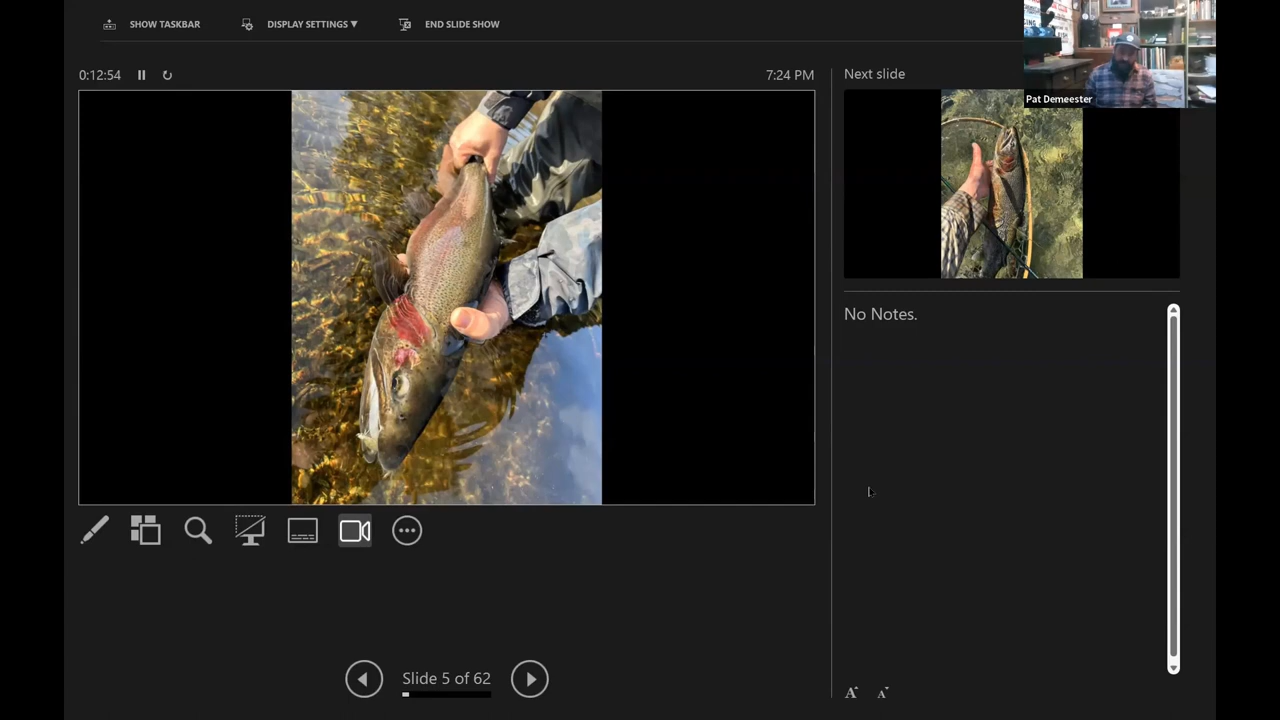 SHOW TASKBAR
DISPLAY SETTINGS ▼
END SLIDE SHOW
0:12:54
7:24 PM
Next slide
Pat Demeester
No Notes.
Slide 5 of 62
A
A